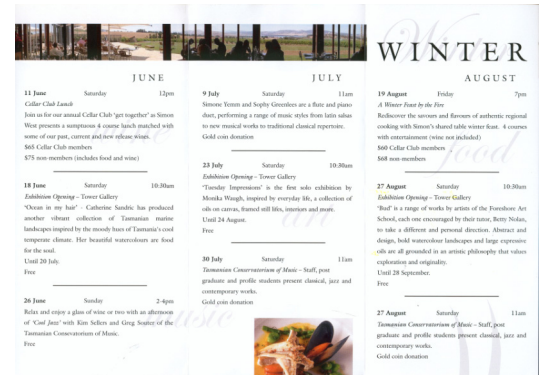 WINTER
JUNE
11 June Saturday 12pm
Cellar Club Lunch
Join us for our annual Cellar Club 'get together' as Simon
West presents a sumptuous 4 course lunch matched with
some of our past, current and new release wines.
$65 Cellar Club members
$75 non-members (includes food and wine)
18 June Saturday 10:30am
Exhibition Opening – Tower Gallery
'Ocean in my hair' - Catherine Sandric has produced
another vibrant collection of Tasmanian marine
landscapes inspired by the moody hues of Tasmania's cool
temperate climate. Her beautiful watercolours are food
for the soul.
Until 20 July.
Free
26 June Sunday 2-4pm
Relax and enjoy a glass of wine or two with an afternoon
of 'Cool Jazz' with Kim Sellers and Greg of the
Tasmanian Consevatorium of Music.
Free
music
JULY
9 July Saturday 11am
Simone Yemm and Sophy Greenlees are a flute and piano
duet, performing a range of music styles from latin salsas
to new musical works to traditional classical repertoire.
Gold coin donation
23 July Saturday 10:30am
Exhibition Opening – Tower Gallery
'Tuesday Impressions' is the first solo exhibition by
Monika Waugh, inspired by everyday life, a collection of
oils on canvas, framed still lifes, interiors and more.
Until 24 August.
Free
30 July Saturday 11am
Tasmanian Conservatorium of Music – Staff, post
graduate and profile students present classical, jazz and
contemporary works.
Gold coin donation
AUGUST
19 August Friday 7pm
A Winter Feast by the Fire
Rediscover the savours and flavours of authentic regional
cooking with Simon's shared table winter feast. 4 courses
with entertainment (wine not included)
$60 Cellar Club members
$68 non-members
food
27 August Saturday 10:30am
Exhibition Opening – Tower Gallery
'Bud' is a range of works by artists of the Foreshore Art
School, each one encouraged by their tutor, Betty Nolan,
to take a different and personal direction. Abstract and
design, bold watercolour landscapes and large expressive
oils are all grounded in an artistic philosophy that values
exploration and originality.
Until 28 September.
Free
27 August Saturday 11am
Tasmanian Conservatorium of Music – Staff, post
graduate and profile students present classical, jazz and
contemporary works.
Gold coin donation